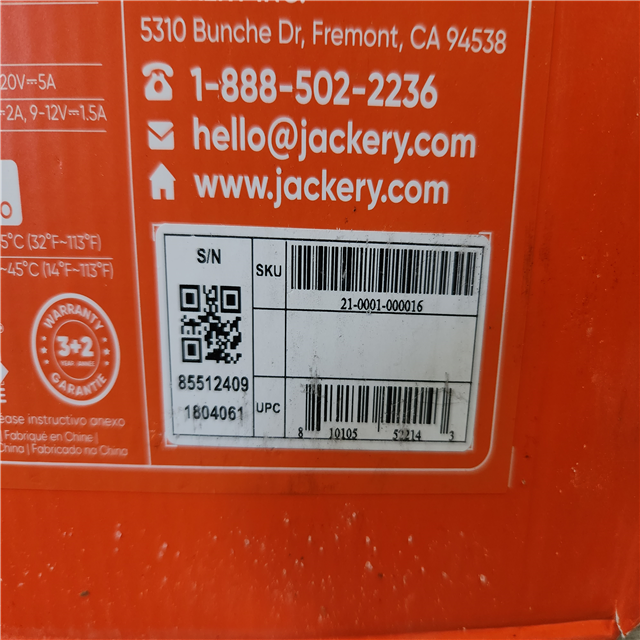 5310 Bunche Dr, Fremont, CA 94538
1-888-502-2236
hello@jackery.com
www.jackery.com
20V⎓5A
2A, 9-12V⎓1.5A
5°C (32°F~113°F)
~45°C (14°F~113°F)
WARRANTY
3+2
GARANTIE
instructivo anexo
Fabriqué en Chine |
China | Fabricado na China
S/N
85512409
1804061
SKU
21-0001-000016
UPC
8 10105 52214 3